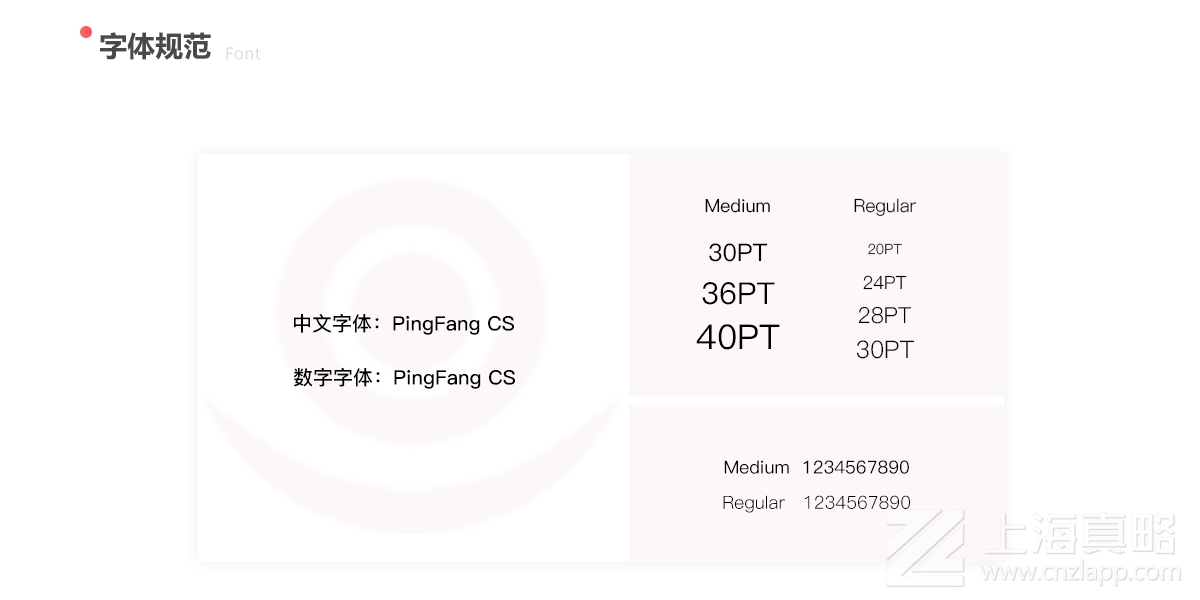 字体规范 Font
中文字体：PingFang CS
数字字体：PingFang CS
Medium Regular
30PT 20PT
36PT 24PT
40PT 28PT
30PT
Medium 1234567890
Regular 1234567890
上海真略
www.cnzlapp.com